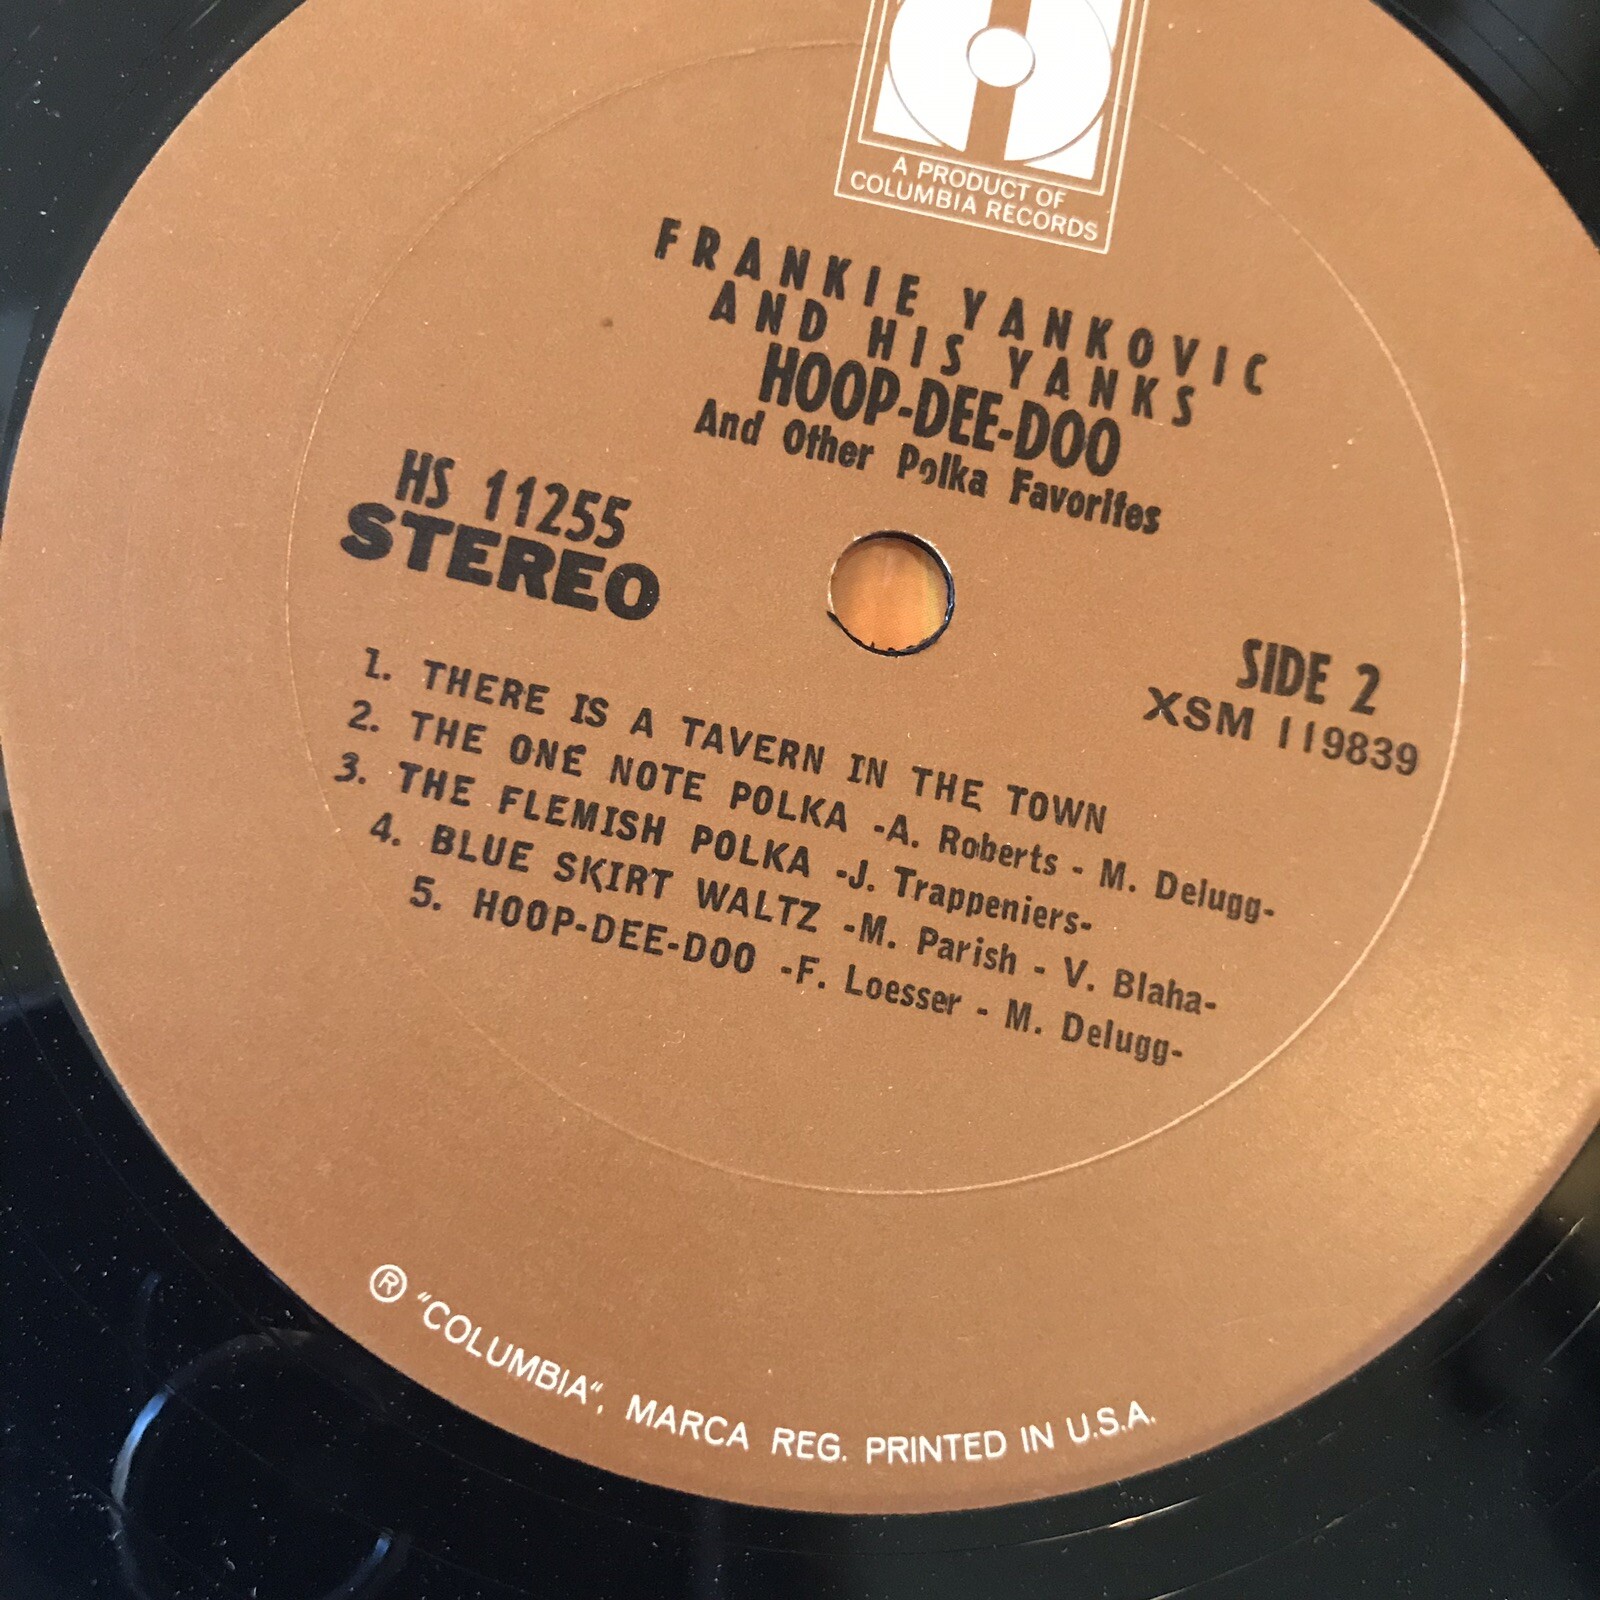 A PRODUCT OF
COLUMBIA RECORDS
FRANKIE YANKOVIC
AND HIS YANKS
HOOP-DEE-DOO
And Other Polka Favorites
HS 11255
STEREO
SIDE 2
XSM 119839
1. THERE IS A TAVERN IN THE TOWN
2. THE ONE NOTE POLKA -A. Roberts - M. Delugg-
3. THE FLEMISH POLKA -J. Trappeniers-
4. BLUE SKIRT WALTZ -M. Parish - V. Blaha-
5. HOOP-DEE-DOO -F. Loesser - M. Delugg-
® "COLUMBIA", MARCA REG. PRINTED IN U.S.A.